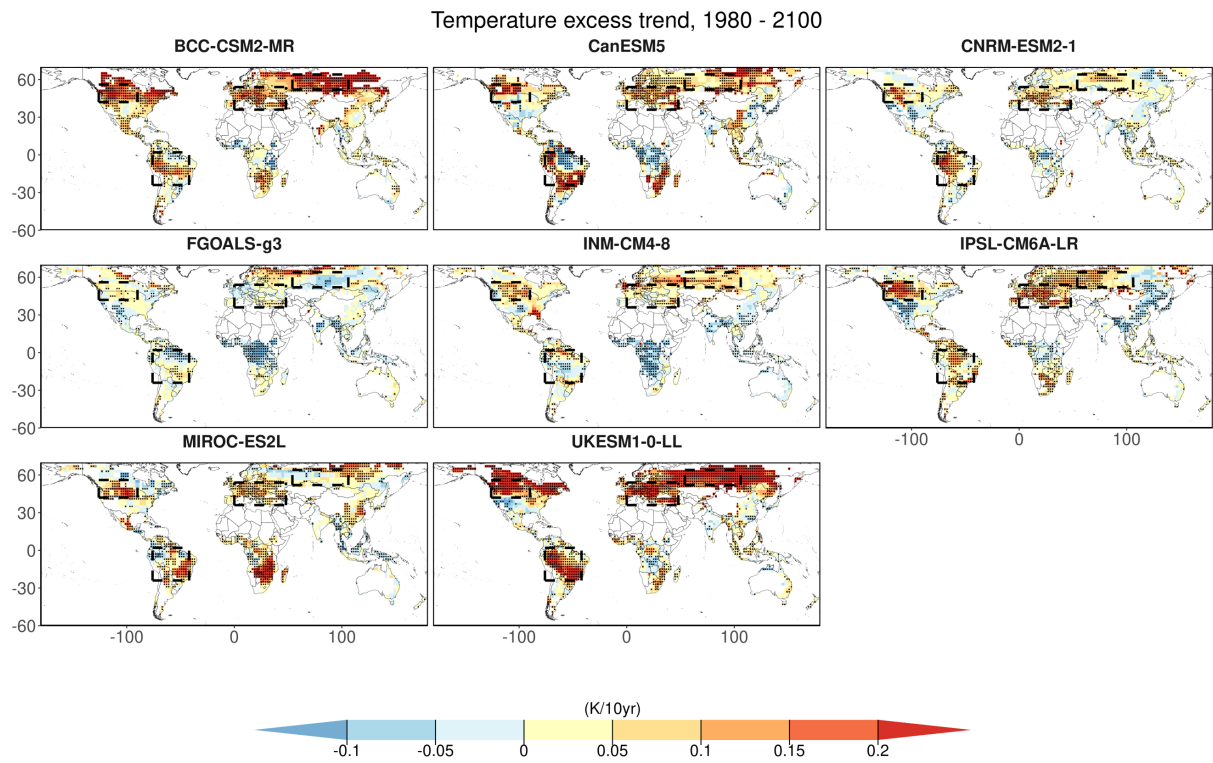 Temperature excess trend, 1980 - 2100
BCC-CSM2-MR
CanESM5
CNRM-ESM2-1
60
30
0
-30
-60
FGOALS-g3
INM-CM4-8
IPSL-CM6A-LR
60
30
0
-30
-60
-100 0 100
MIROC-ES2L
UKESM1-0-LL
60
30
0
-30
-60
-100 0 100
-100 0 100
(K/10yr)
-0.1 -0.05 0 0.05 0.1 0.15 0.2